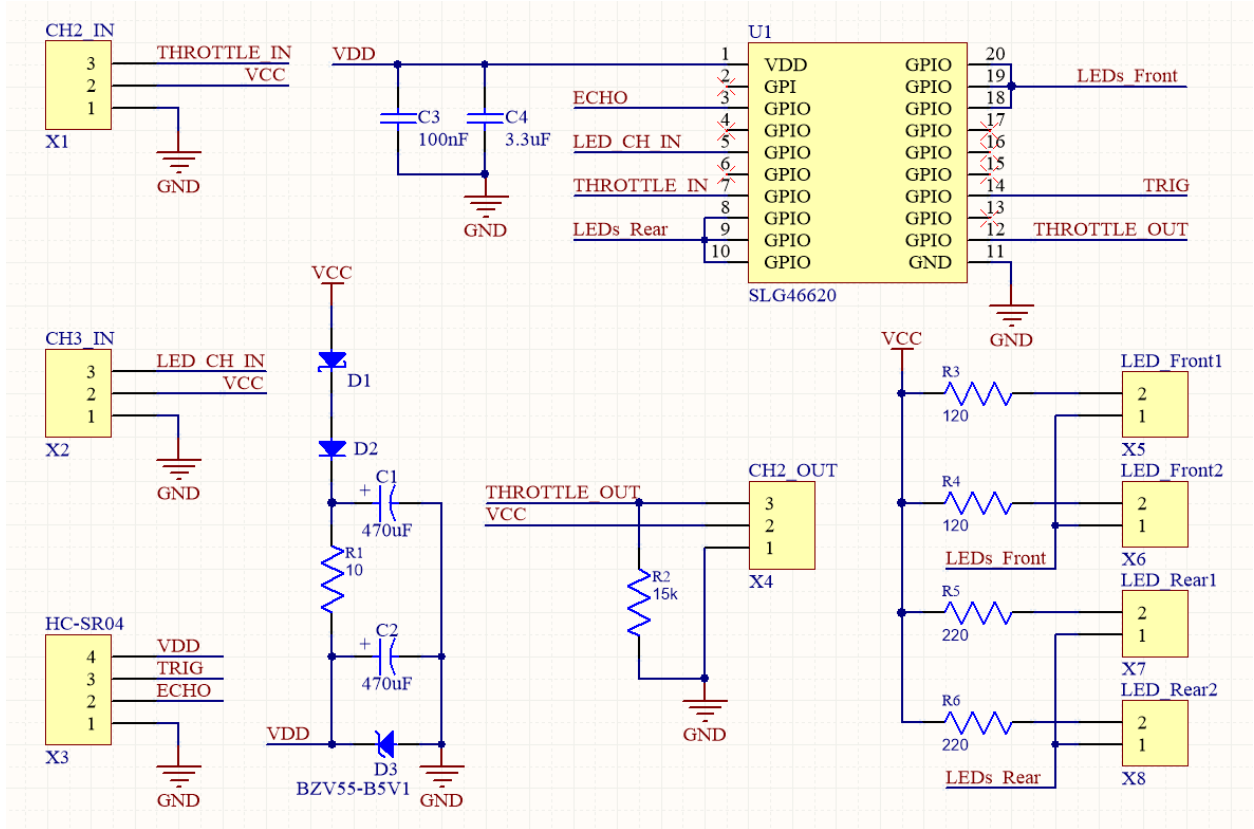 CH2_IN
3
2
1
X1
THROTTLE_IN
VCC
GND
VDD
C3
100nF
C4
3.3uF
GND
U1
1 VDD GPIO 20
2 GPI GPIO 19
3 GPIO GPIO 18
4 GPIO GPIO 17
5 GPIO GPIO 16
6 GPIO GPIO 15
7 GPIO GPIO 14
8 GPIO GPIO 13
9 GPIO GPIO 12
10 GPIO GND 11
SLG46620
ECHO
LED_CH_IN
THROTTLE_IN
LEDs_Rear
LEDs_Front
TRIG
THROTTLE_OUT
GND
CH3_IN
3
2
1
X2
LED_CH_IN
VCC
GND
HC-SR04
4
3
2
1
X3
VDD
TRIG
ECHO
GND
VCC
D1
D2
+ C1
470uF
R1
10
+ C2
470uF
VDD
D3
BZV55-B5V1
GND
CH2_OUT
THROTTLE_OUT
VCC
3
2
1
X4
R2
15k
GND
VCC
R3
120
LED_Front1
2
1
X5
R4
120
LED_Front2
2
1
X6
LEDs_Front
R5
220
LED_Rear1
2
1
X7
R6
220
LED_Rear2
2
1
X8
LEDs_Rear